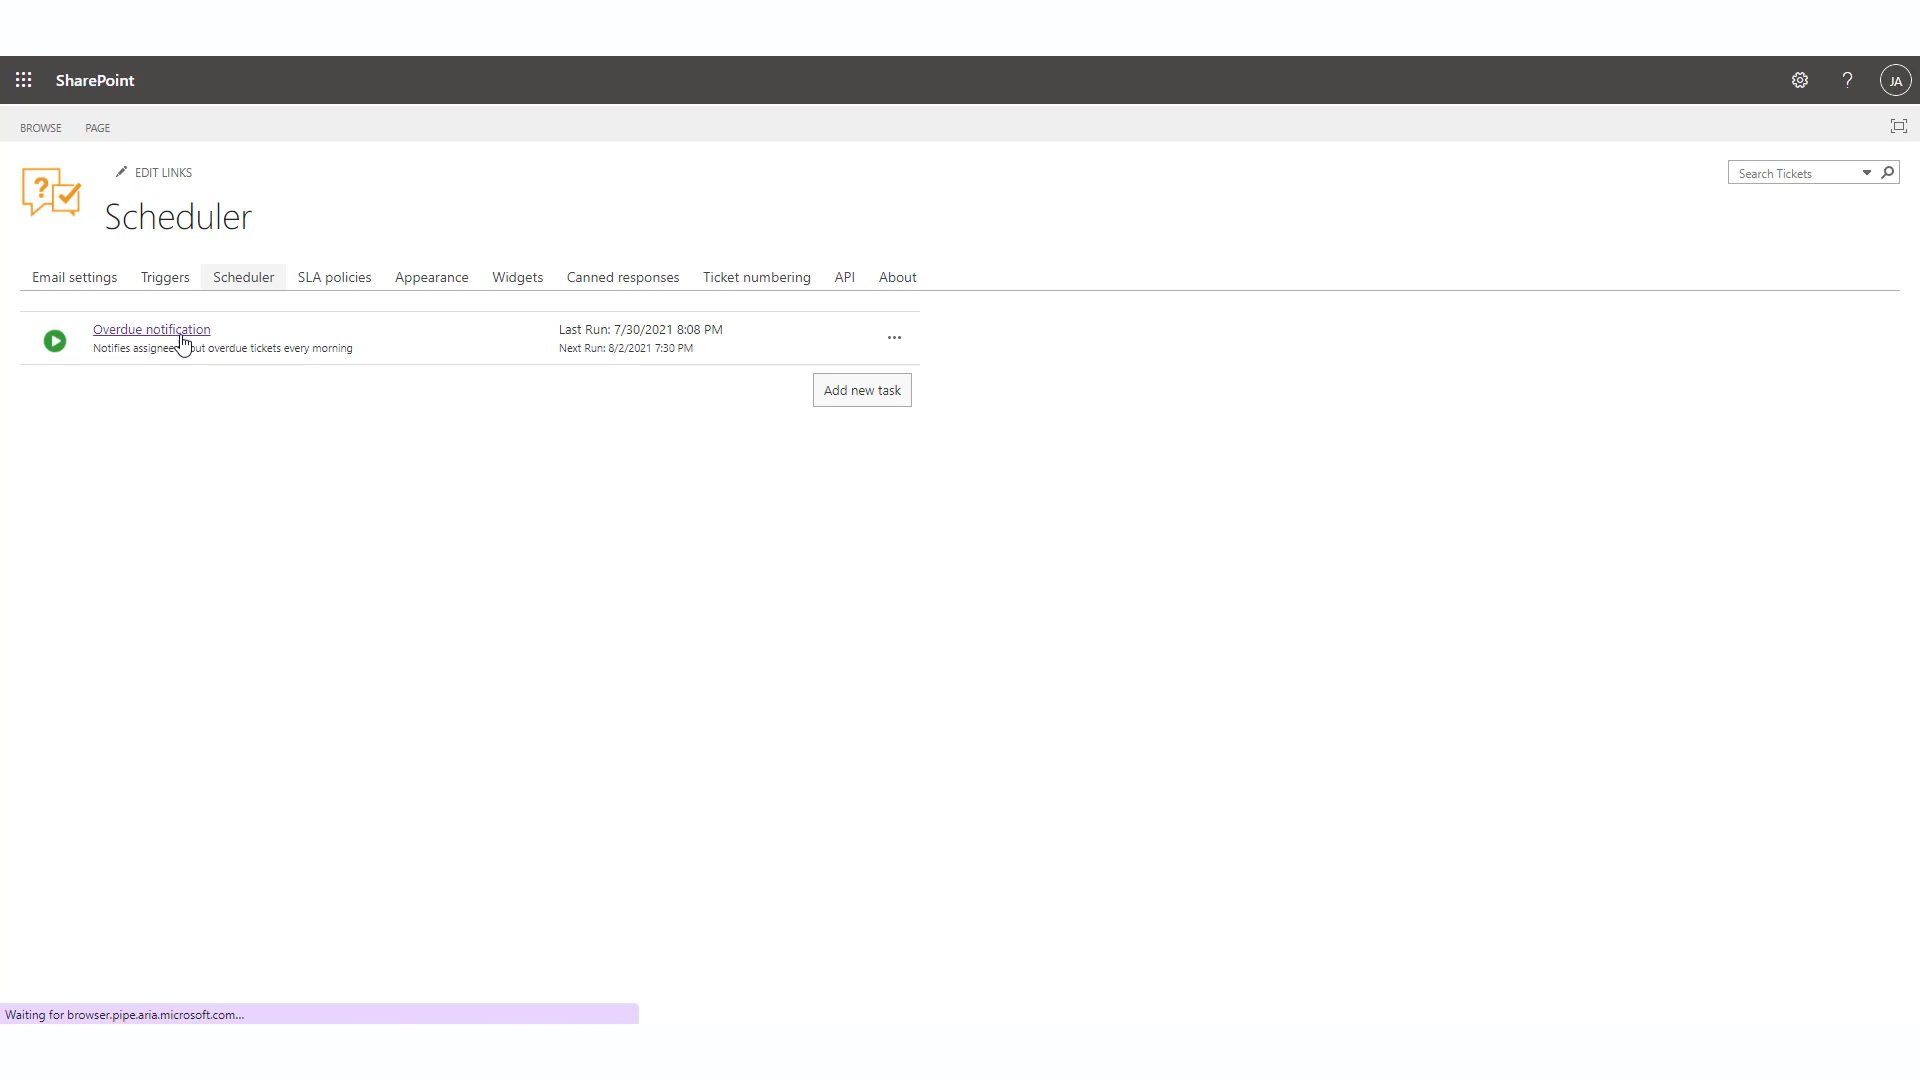 SharePoint
?
JA
BROWSE
PAGE
EDIT LINKS
Search Tickets
Scheduler
Email settings
Triggers
Scheduler
SLA policies
Appearance
Widgets
Canned responses
Ticket numbering
API
About
Overdue notification
Last Run: 7/30/2021 8:08 PM
Notifies assignee out overdue tickets every morning
Next Run: 8/2/2021 7:30 PM
...
Add new task
Waiting for browser.pipe.aria.microsoft.com...